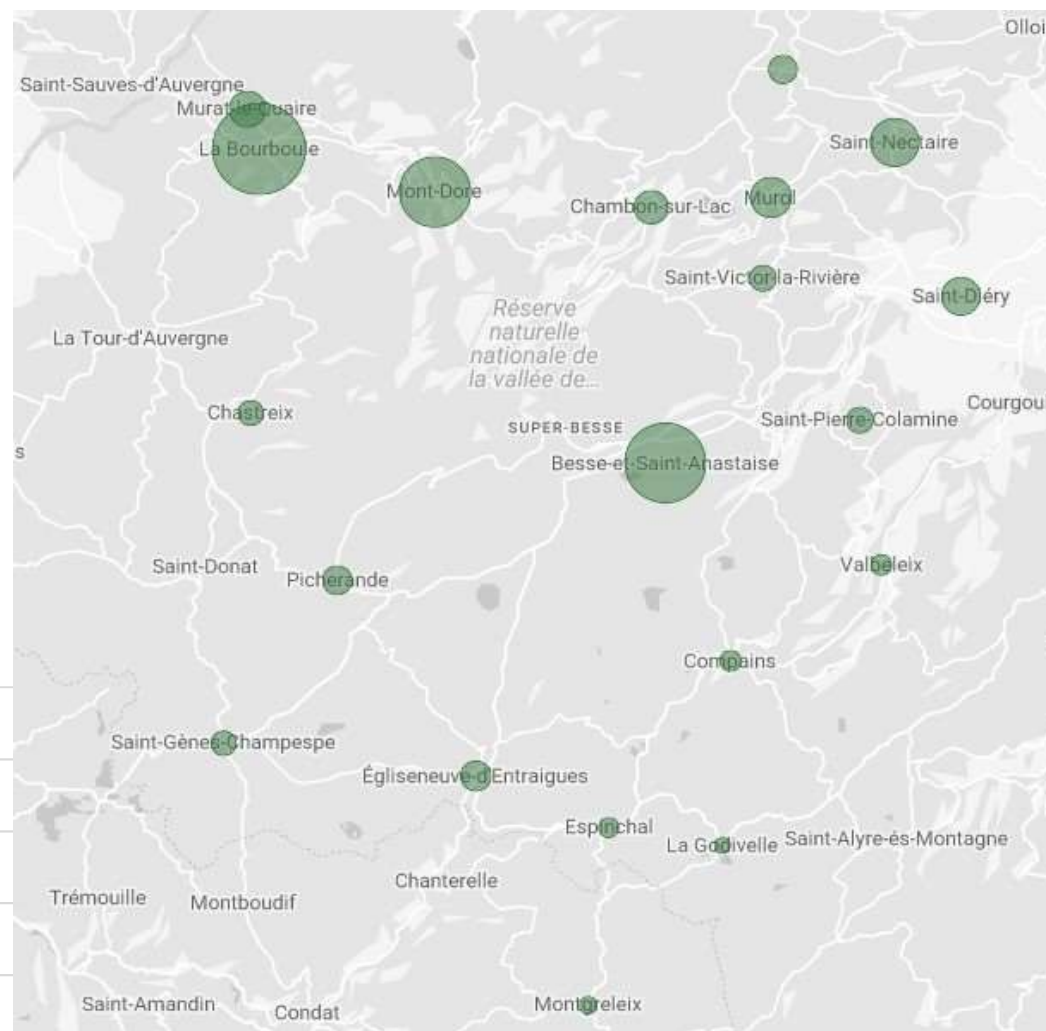 Olloi
Saint-Sauves-d'Auvergne
Murat-le-Quaire
La Bourboule
Saint-Nectaire
Mont-Dore
Murol
Chambon-sur-Lac
Saint-Victor-la-Rivière
Saint-Diéry
Réserve
naturelle
nationale de
la vallée de...
La Tour-d'Auvergne
Chastreix
Courgou
Saint-Pierre-Colamine
SUPER-BESSE
s
Besse-et-Saint-Anastaise
Saint-Donat
Valbeleix
Picherande
Compains
Saint-Gènes-Champespe
Égliseneuve-d'Entraigues
Espinchal
La Godivelle
Saint-Alyre-ès-Montagne
Chanterelle
Trémouille
Montboudif
Saint-Amandin
Condat
Montgreleix